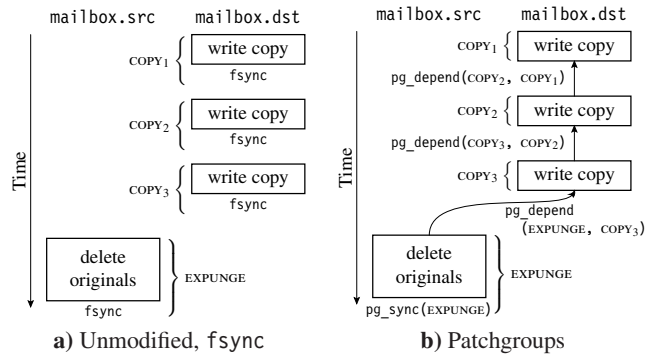 mailbox.src mailbox.dst
COPY1 { write copy
fsync
COPY2 { write copy
fsync
COPY3 { write copy
fsync
Time
delete
originals } EXPUNGE
fsync
a) Unmodified, fsync
mailbox.src mailbox.dst
COPY1 { write copy
pg_depend(COPY2, COPY1)
COPY2 { write copy
pg_depend(COPY3, COPY2)
COPY3 { write copy
Time
pg_depend
(EXPUNGE, COPY3)
delete
originals } EXPUNGE
pg_sync(EXPUNGE)
b) Patchgroups